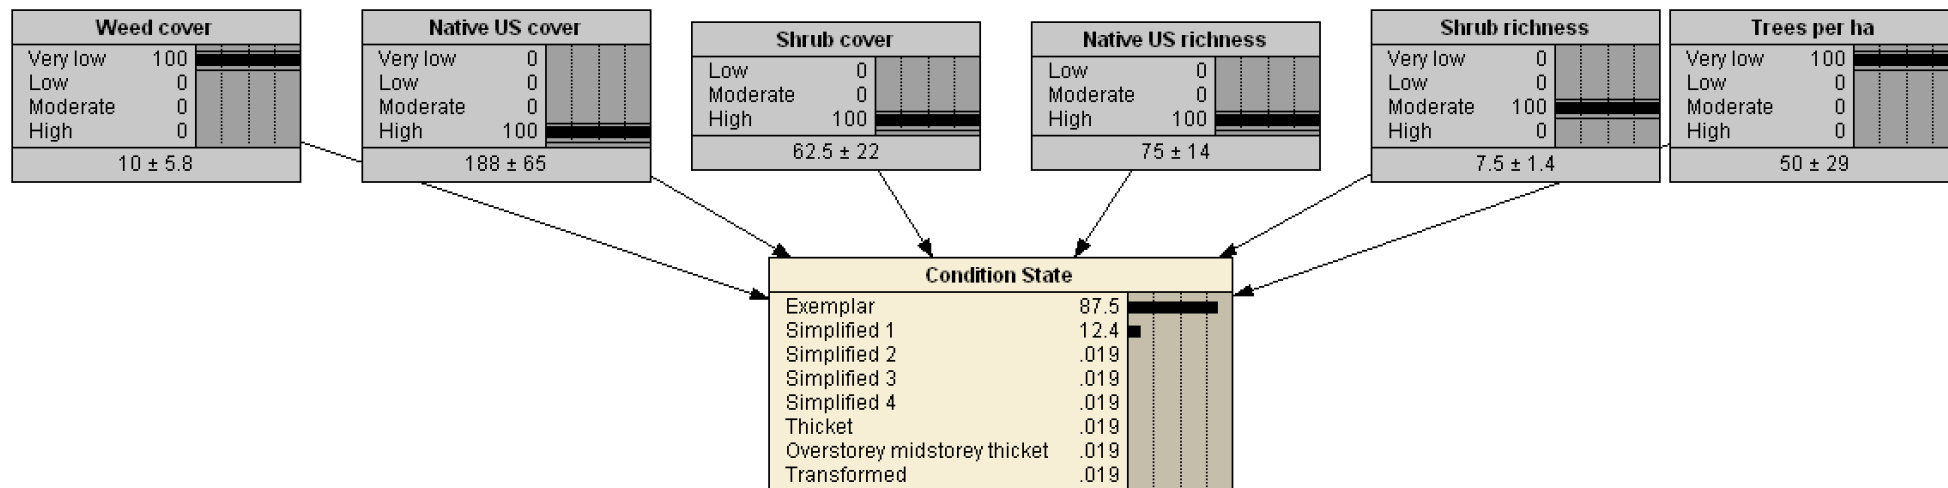 Weed cover
Very low 100
Low 0
Moderate 0
High 0
10 ± 5.8
Native US cover
Very low 0
Low 0
Moderate 0
High 100
188 ± 65
Shrub cover
Low 0
Moderate 0
High 100
62.5 ± 22
Native US richness
Low 0
Moderate 0
High 100
75 ± 14
Shrub richness
Very low 0
Low 0
Moderate 100
High 0
7.5 ± 1.4
Trees per ha
Very low 100
Low 0
Moderate 0
High 0
50 ± 29
Condition State
Exemplar 87.5
Simplified 1 12.4
Simplified 2 .019
Simplified 3 .019
Simplified 4 .019
Thicket .019
Overstorey midstorey thicket .019
Transformed .019